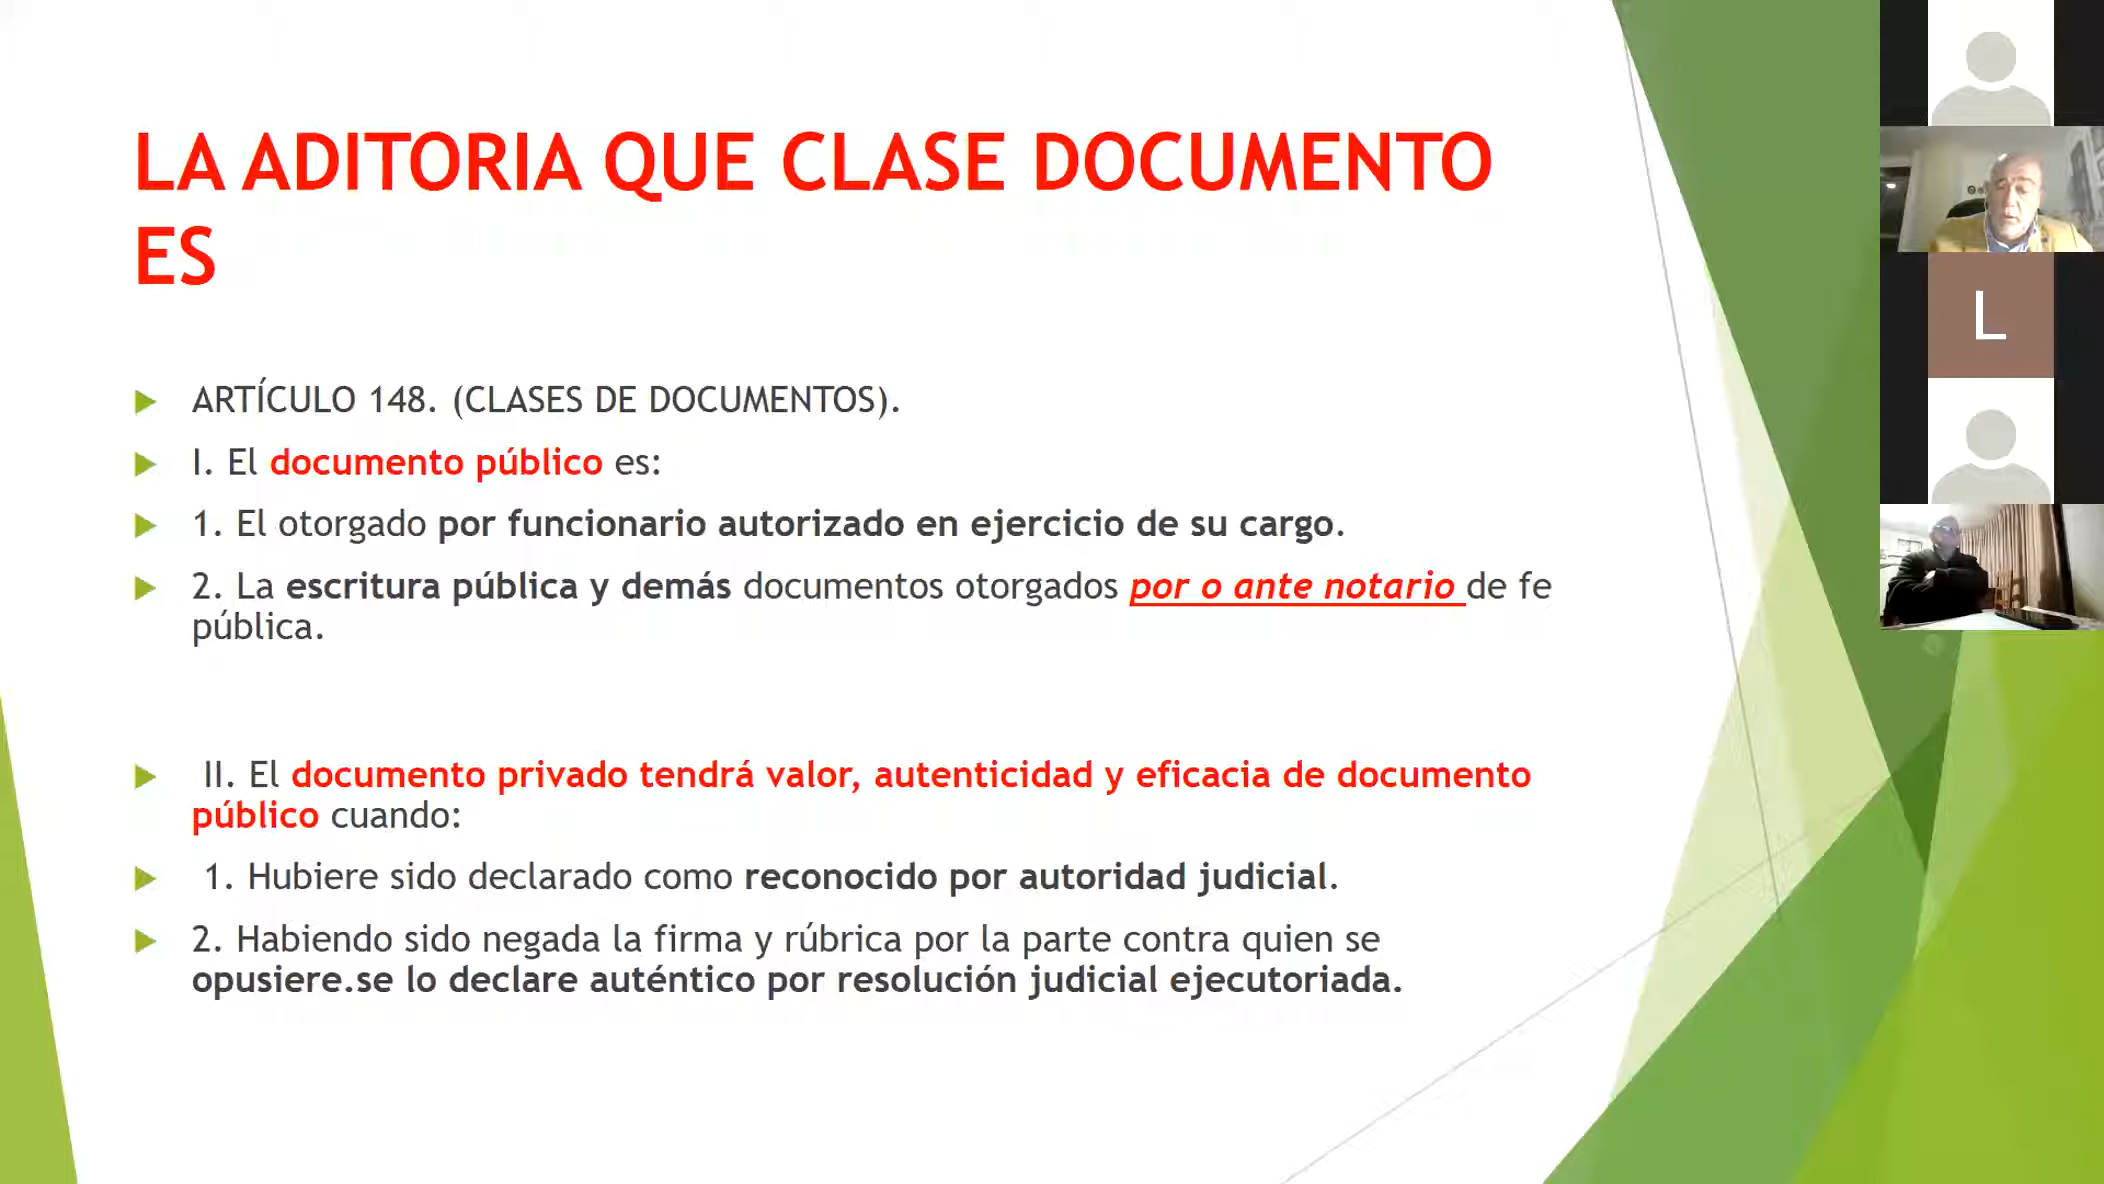 LA ADITORIA QUE CLASE DOCUMENTO
ES
ARTÍCULO 148. (CLASES DE DOCUMENTOS).
I. El documento público es:
1. El otorgado por funcionario autorizado en ejercicio de su cargo.
2. La escritura pública y demás documentos otorgados por o ante notario de fe
pública.
II. El documento privado tendrá valor, autenticidad y eficacia de documento
público cuando:
1. Hubiere sido declarado como reconocido por autoridad judicial.
2. Habiendo sido negada la firma y rúbrica por la parte contra quien se
opusiere.se lo declare auténtico por resolución judicial ejecutoriada.
L